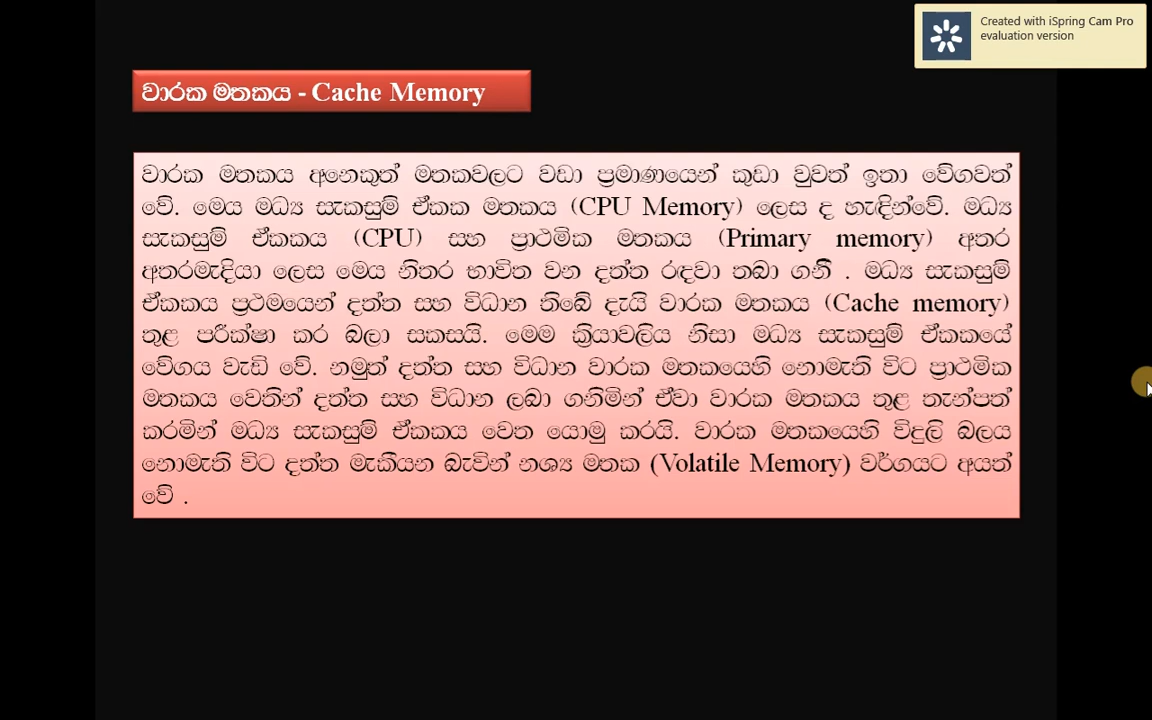 Created with iSpring Cam Pro
evaluation version
වාරක මතකය - Cache Memory
වාරක මතකය අනෙකුත් මතකවලට වඩා ප්‍රමාණයෙන් කුඩා වුවත් ඉතා වේගවත්
වේ. මෙය මධ්‍ය සැකසුම් ඒකක මතකය (CPU Memory) ලෙස ද හැඳින්වේ. මධ්‍ය
සැකසුම් ඒකකය (CPU) සහ ප්‍රාථමික මතකය (Primary memory) අතර
අතරමැදියා ලෙස මෙය නිතර භාවිත වන දත්ත රඳවා තබා ගනී . මධ්‍ය සැකසුම්
ඒකකය ප්‍රථමයෙන් දත්ත සහ විධාන තිබේ දැයි වාරක මතකය (Cache memory)
තුළ පරීක්ෂා කර බලා සකසයි. මෙම ක්‍රියාවලිය නිසා මධ්‍ය සැකසුම් ඒකකයේ
වේගය වැඩි වේ. නමුත් දත්ත සහ විධාන වාරක මතකයෙහි නොමැති විට ප්‍රාථමික
මතකය වෙතින් දත්ත සහ විධාන ලබා ගනිමින් ඒවා වාරක මතකය තුළ තැන්පත්
කරමින් මධ්‍ය සැකසුම් ඒකකය වෙත යොමු කරයි. වාරක මතකයෙහි විදුලි බලය
නොමැති විට දත්ත මැකීයන බැවින් නශ්‍ය මතක (Volatile Memory) වර්ගයට අයත්
වේ .